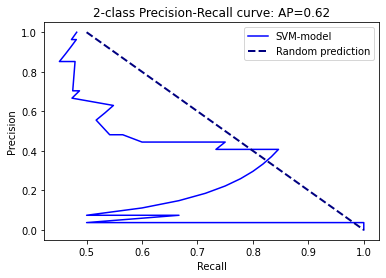 2-class Precision-Recall curve: AP=0.62
SVM-model
Random prediction
Precision
1.0
0.8
0.6
0.4
0.2
0.0
0.5 0.6 0.7 0.8 0.9 1.0
Recall